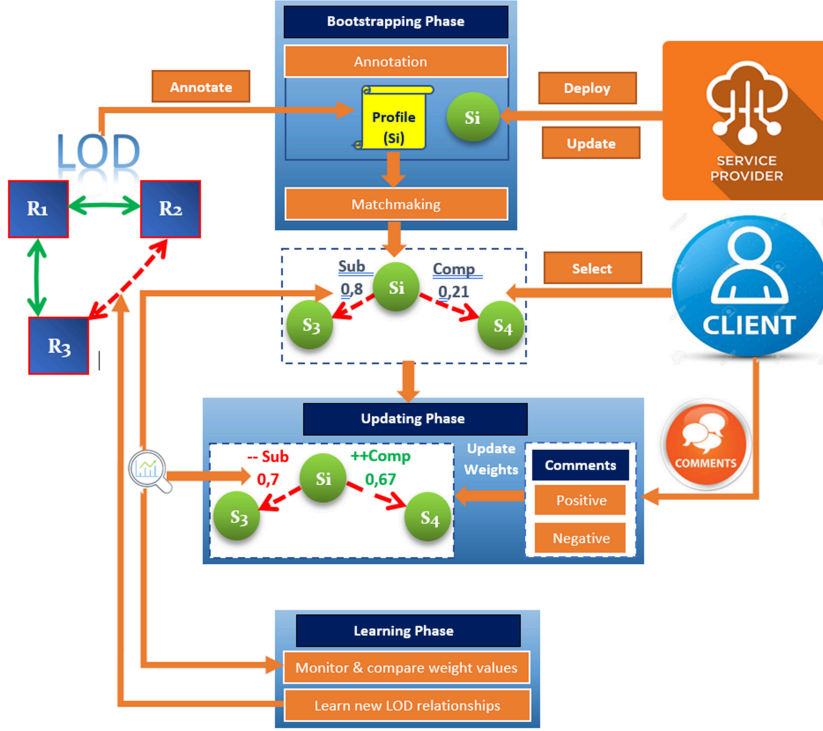 Bootstrapping Phase
Annotation
Annotate
Profile
(Si)
Si
Deploy
Update
SERVICE
PROVIDER
LOD
R1
R2
R3
Matchmaking
Sub
0,8
Si
Comp
0,21
S3
S4
Select
CLIENT
Updating Phase
-- Sub
0,7
Si
++Comp
0,67
S3
S4
Update
Weights
Comments
Positive
Negative
COMMENTS
Learning Phase
Monitor & compare weight values
Learn new LOD relationships